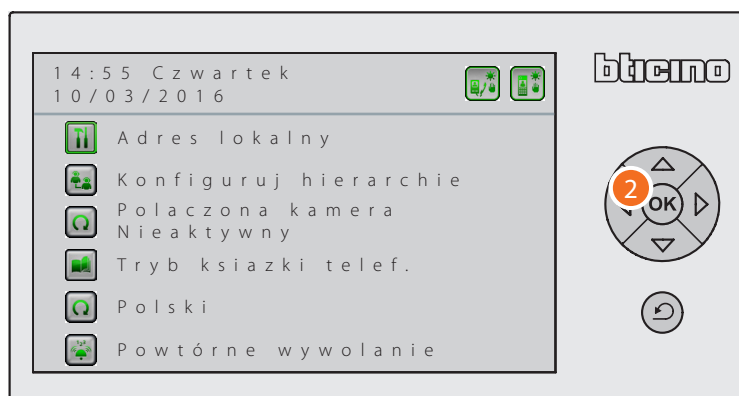 14:55 Czwartek
10/03/2016
bticino
Adres lokalny
Konfiguruj hierarchie
Polaczona kamera
Nieaktywny
Tryb ksiazki telef.
Polski
Powtórne wywolanie
2
OK